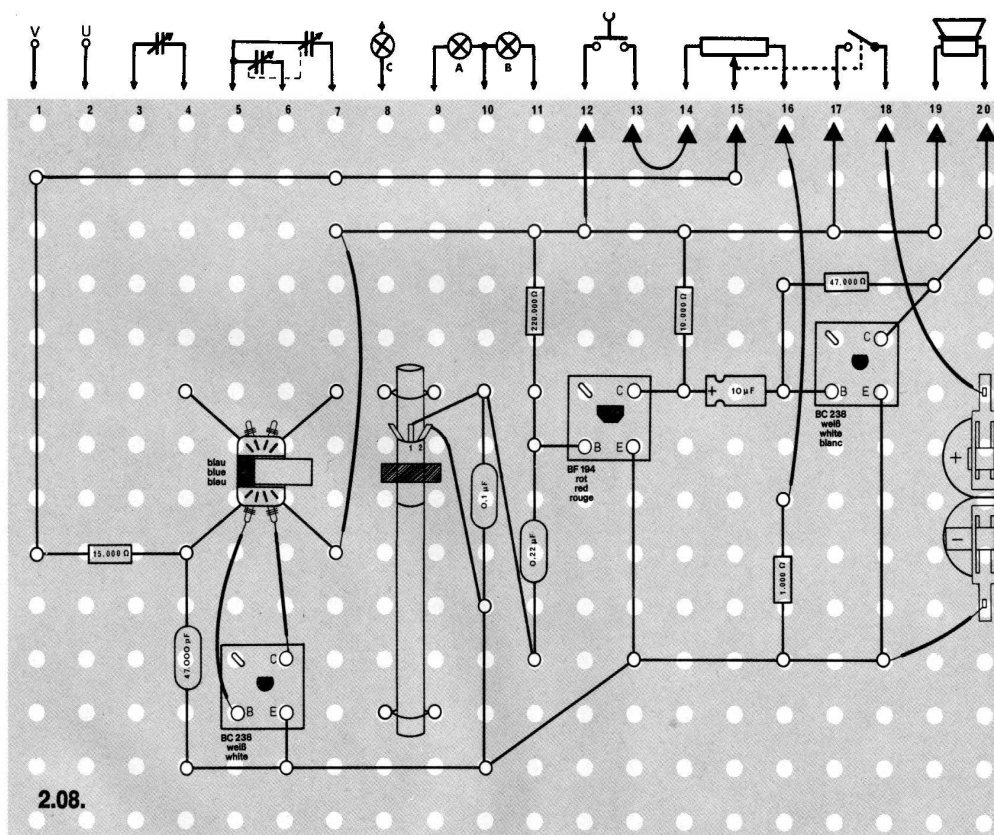 V U
C A B
1 2 3 4 5 6 7 8 9 10 11 12 13 14 15 16 17 18 19 20
220.000 Ω
10.000 Ω
47.000 Ω
C
B E
BC 238
weiß
white
blanc
+ 10µF
C
B E
BF 194
rot
red
rouge
1 2
blau
blue
bleu
0.1 µF
0.22 µF
+
-
15.000 Ω
1.000 Ω
47.000 pF
C
B E
BC 238
weiß
white
2.08.